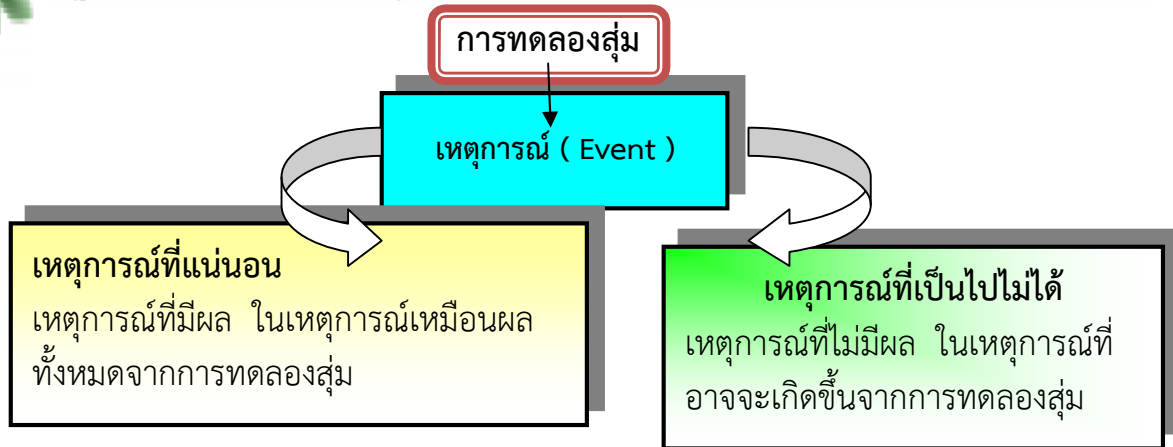 การทดลองสุ่ม
เหตุการณ์ ( Event )
เหตุการณ์ที่แน่นอน
เหตุการณ์ที่มีผล ในเหตุการณ์เหมือนผล
ทั้งหมดจากการทดลองสุ่ม
เหตุการณ์ที่เป็นไปไม่ได้
เหตุการณ์ที่ไม่มีผล ในเหตุการณ์ที่
อาจจะเกิดขึ้นจากการทดลองสุ่ม